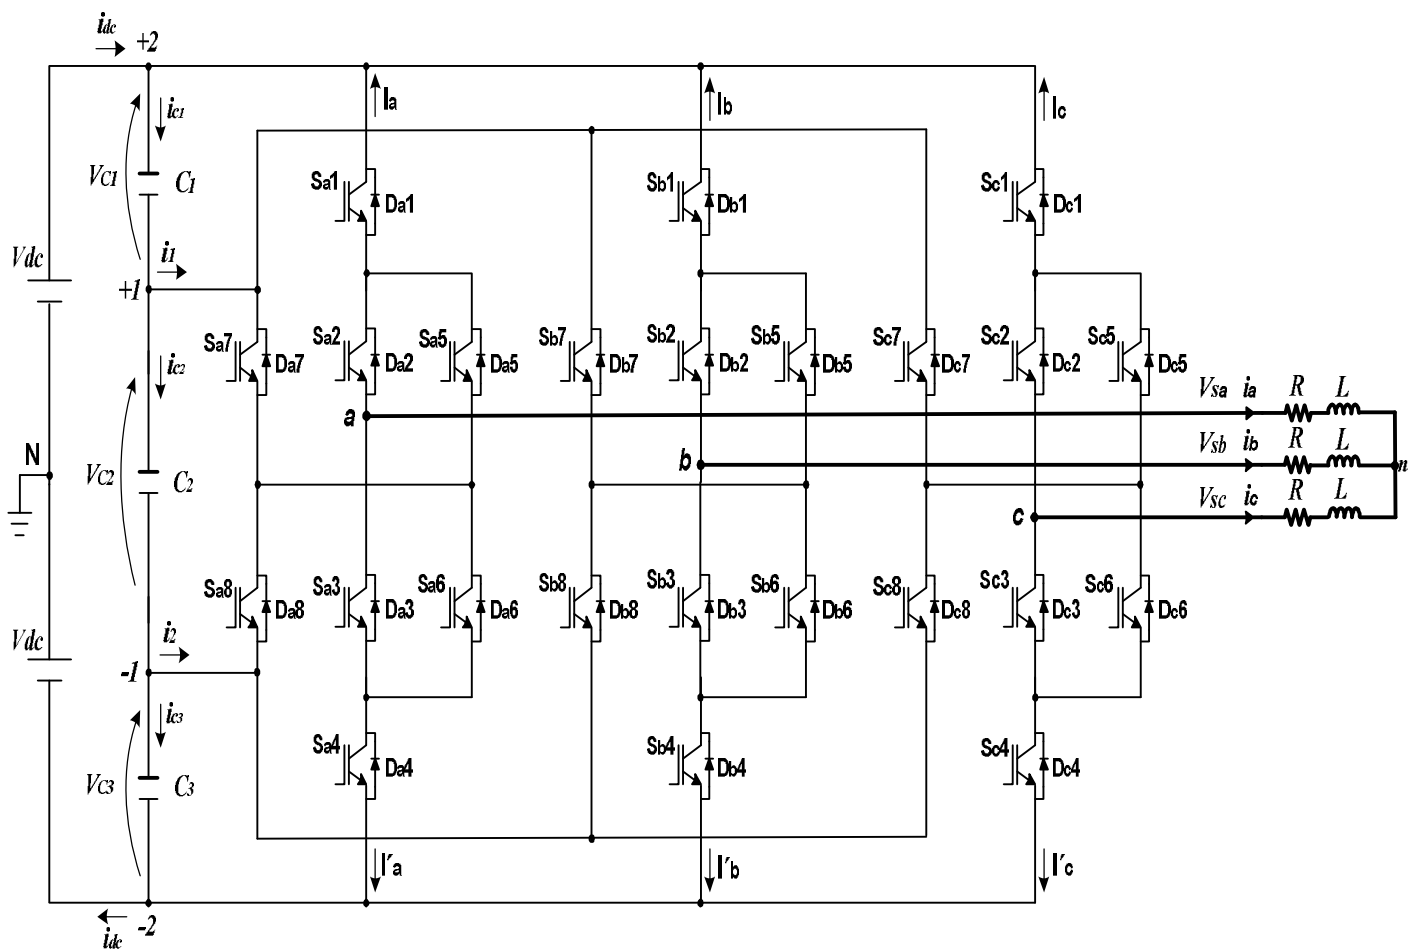 idc
+2
Ia
Ib
Ic
ic1
VC1
C1
Sa1
Da1
Sb1
Db1
Sc1
Dc1
Vdc
i1
+1
Sa7
Da7
Sa2
Da2
Sa5
Da5
Sb7
Db7
Sb2
Db2
Sb5
Db5
Sc7
Dc7
Sc2
Dc2
Sc5
Dc5
ic2
a
Vsa
ia
R
L
N
VC2
C2
b
Vsb
ib
R
L
n
c
Vsc
ic
R
L
Sa8
Da8
Sa3
Da3
Sa6
Da6
Sb8
Db8
Sb3
Db3
Sb6
Db6
Sc8
Dc8
Sc3
Dc3
Sc6
Dc6
Vdc
i2
-1
ic3
VC3
C3
Sa4
Da4
Sb4
Db4
Sc4
Dc4
I'a
I'b
I'c
idc
-2